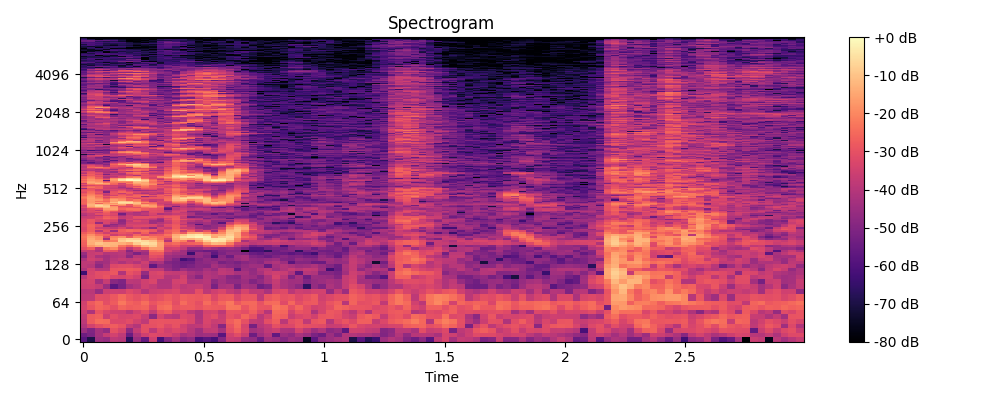 Spectrogram
4096
2048
1024
512
256
128
64
0
Hz
0
0.5
1
1.5
2
2.5
Time
+0 dB
-10 dB
-20 dB
-30 dB
-40 dB
-50 dB
-60 dB
-70 dB
-80 dB